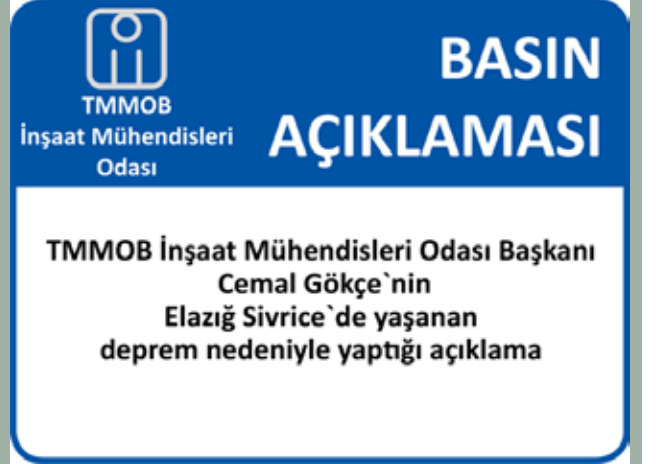 TMMOB
İnşaat Mühendisleri
Odası
BASIN
AÇIKLAMASI
TMMOB İnşaat Mühendisleri Odası Başkanı
Cemal Gökçe`nin
Elazığ Sivrice`de yaşanan
deprem nedeniyle yaptığı açıklama